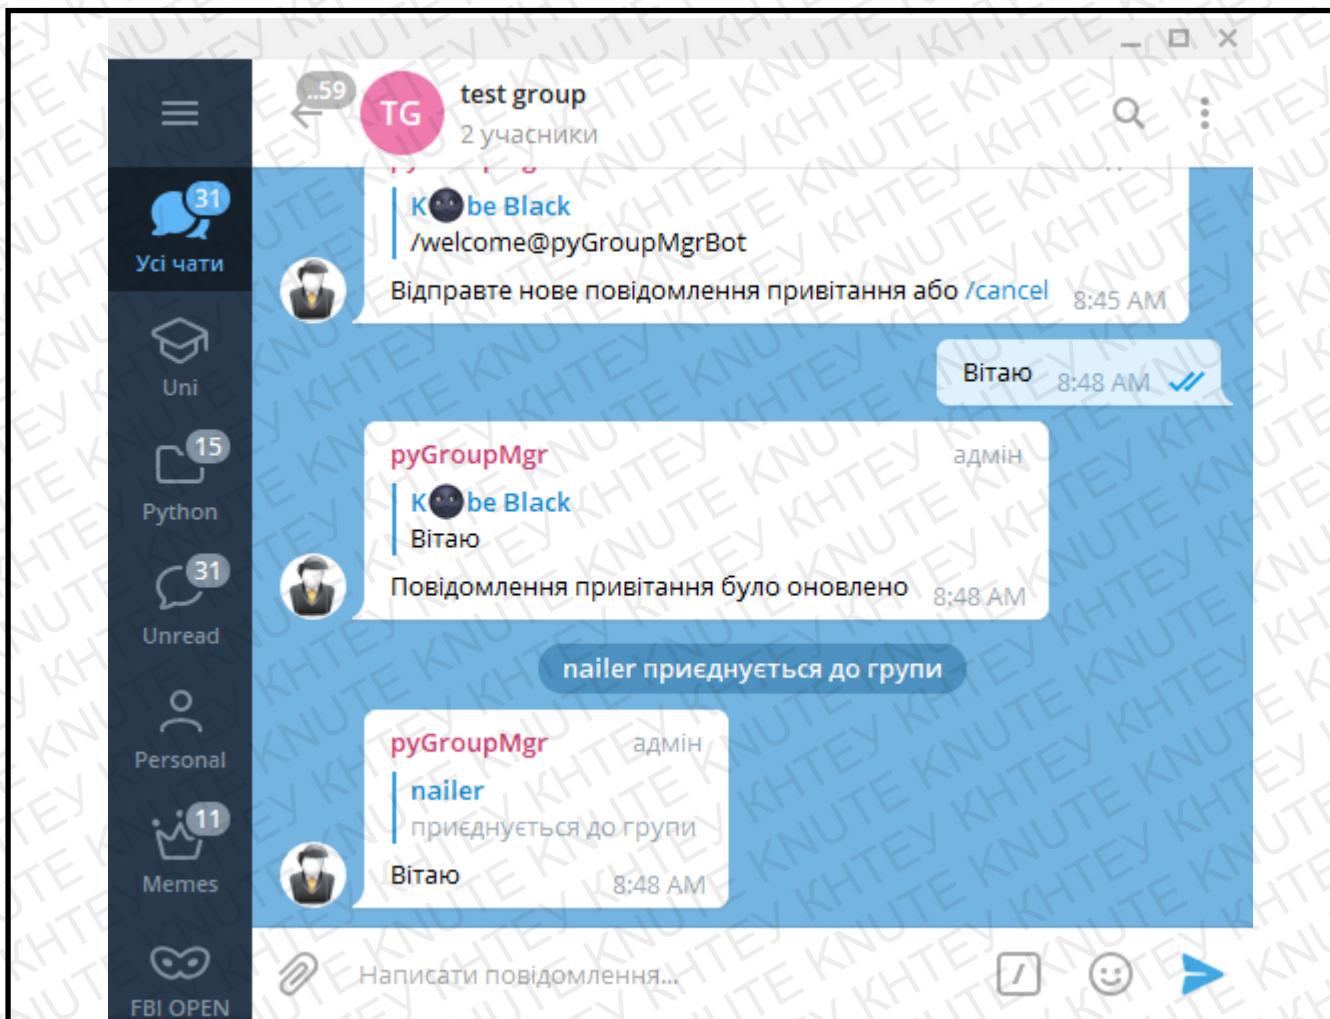 ..59
TG
test group
2 учасники
31
Усі чати
K🌚be Black
/welcome@pyGroupMgrBot
Відправте нове повідомлення привітання або /cancel
8:45 AM
Uni
Вітаю
8:48 AM
15
Python
pyGroupMgr
адмін
K🌚be Black
Вітаю
Повідомлення привітання було оновлено
8:48 AM
31
Unread
nailer приєднується до групи
Personal
pyGroupMgr
адмін
nailer
приєднується до групи
Вітаю
8:48 AM
11
Memes
FBI OPEN
Написати повідомлення...
КНТЕУ KNUTE